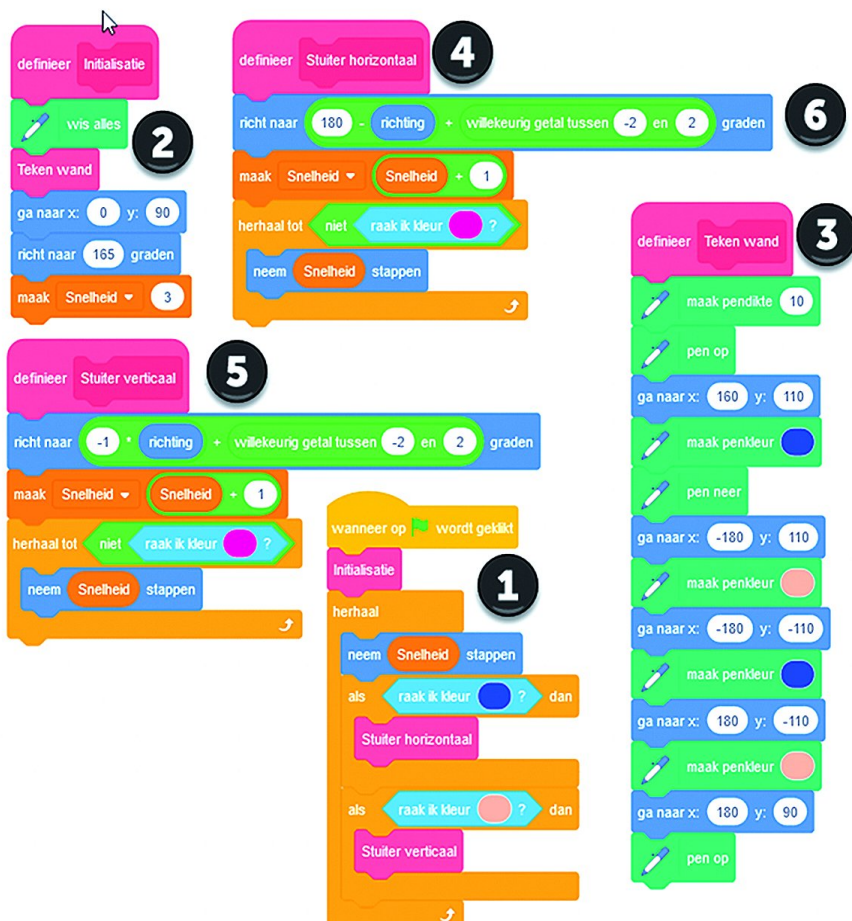 definieer Initialisatie
wis alles
2
Teken wand
ga naar x: 0 y: 90
richt naar 165 graden
maak Snelheid 3
definieer Stuiter horizontaal
4
richt naar 180 - richting + willekeurig getal tussen -2 en 2 graden
6
maak Snelheid Snelheid + 1
herhaal tot niet raak ik kleur ?
neem Snelheid stappen
definieer Teken wand
3
maak pendikte 10
pen op
ga naar x: 160 y: 110
maak penkleur
pen neer
ga naar x: -180 y: 110
maak penkleur
ga naar x: -180 y: -110
maak penkleur
ga naar x: 180 y: -110
maak penkleur
ga naar x: 180 y: 90
pen op
definieer Stuiter verticaal
5
richt naar -1 * richting + willekeurig getal tussen -2 en 2 graden
maak Snelheid Snelheid + 1
herhaal tot niet raak ik kleur ?
neem Snelheid stappen
wanneer op wordt geklikt
Initialisatie
1
herhaal
neem Snelheid stappen
als raak ik kleur ? dan
Stuiter horizontaal
als raak ik kleur ? dan
Stuiter verticaal